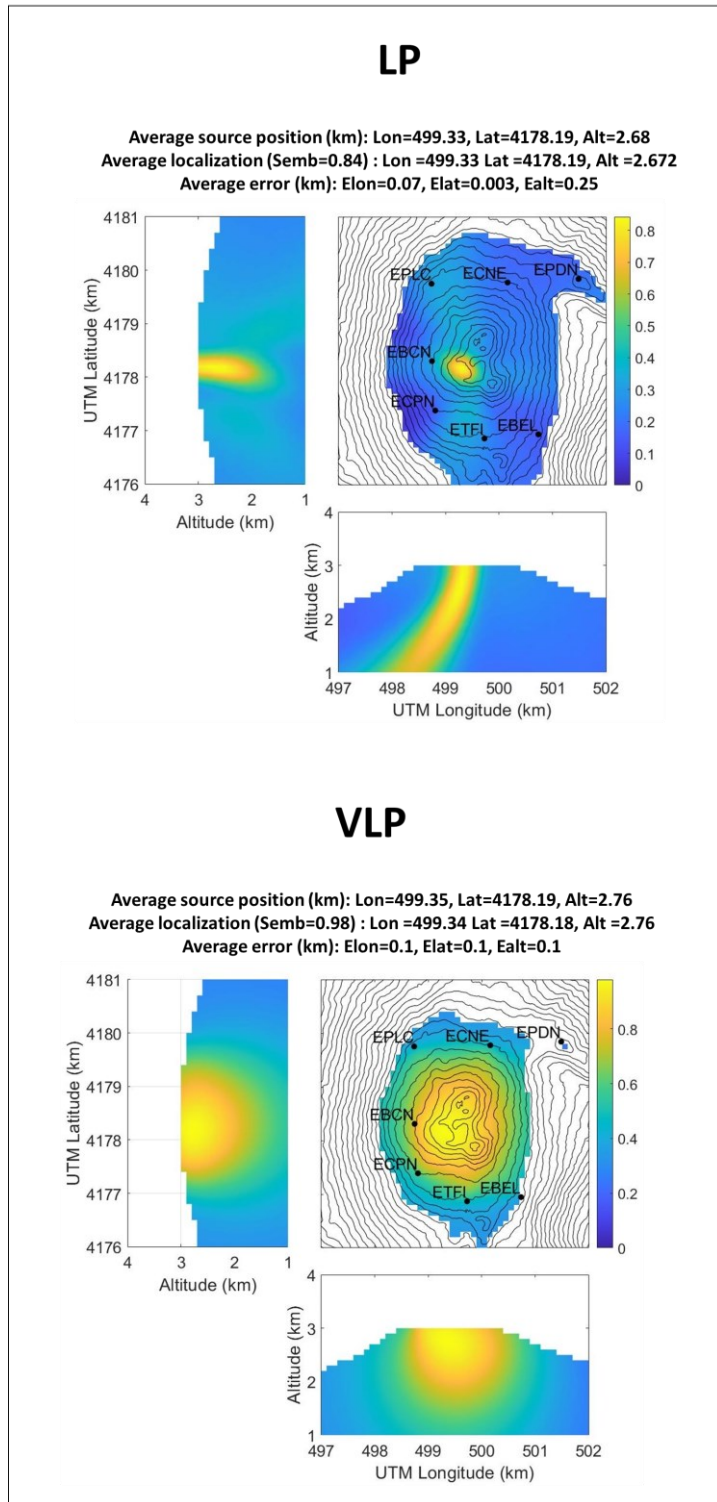 LP
Average source position (km): Lon=499.33, Lat=4178.19, Alt=2.68
Average localization (Semb=0.84) : Lon =499.33 Lat =4178.19, Alt =2.672
Average error (km): Elon=0.07, Elat=0.003, Ealt=0.25
4181
4180
4179
4178
4177
4176
UTM Latitude (km)
4 3 2 1
Altitude (km)
EPLC ECNE EPDN
EBCN
ECPN
ETFI EBEL
0.8
0.7
0.6
0.5
0.4
0.3
0.2
0.1
0
4
3
2
1
Altitude (km)
497 498 499 500 501 502
UTM Longitude (km)
VLP
Average source position (km): Lon=499.35, Lat=4178.19, Alt=2.76
Average localization (Semb=0.98) : Lon =499.34 Lat =4178.18, Alt =2.76
Average error (km): Elon=0.1, Elat=0.1, Ealt=0.1
4181
4180
4179
4178
4177
4176
UTM Latitude (km)
4 3 2 1
Altitude (km)
EPLC ECNE EPDN
EBCN
ECPN
ETFI EBEL
0.8
0.6
0.4
0.2
0
4
3
2
1
Altitude (km)
497 498 499 500 501 502
UTM Longitude (km)